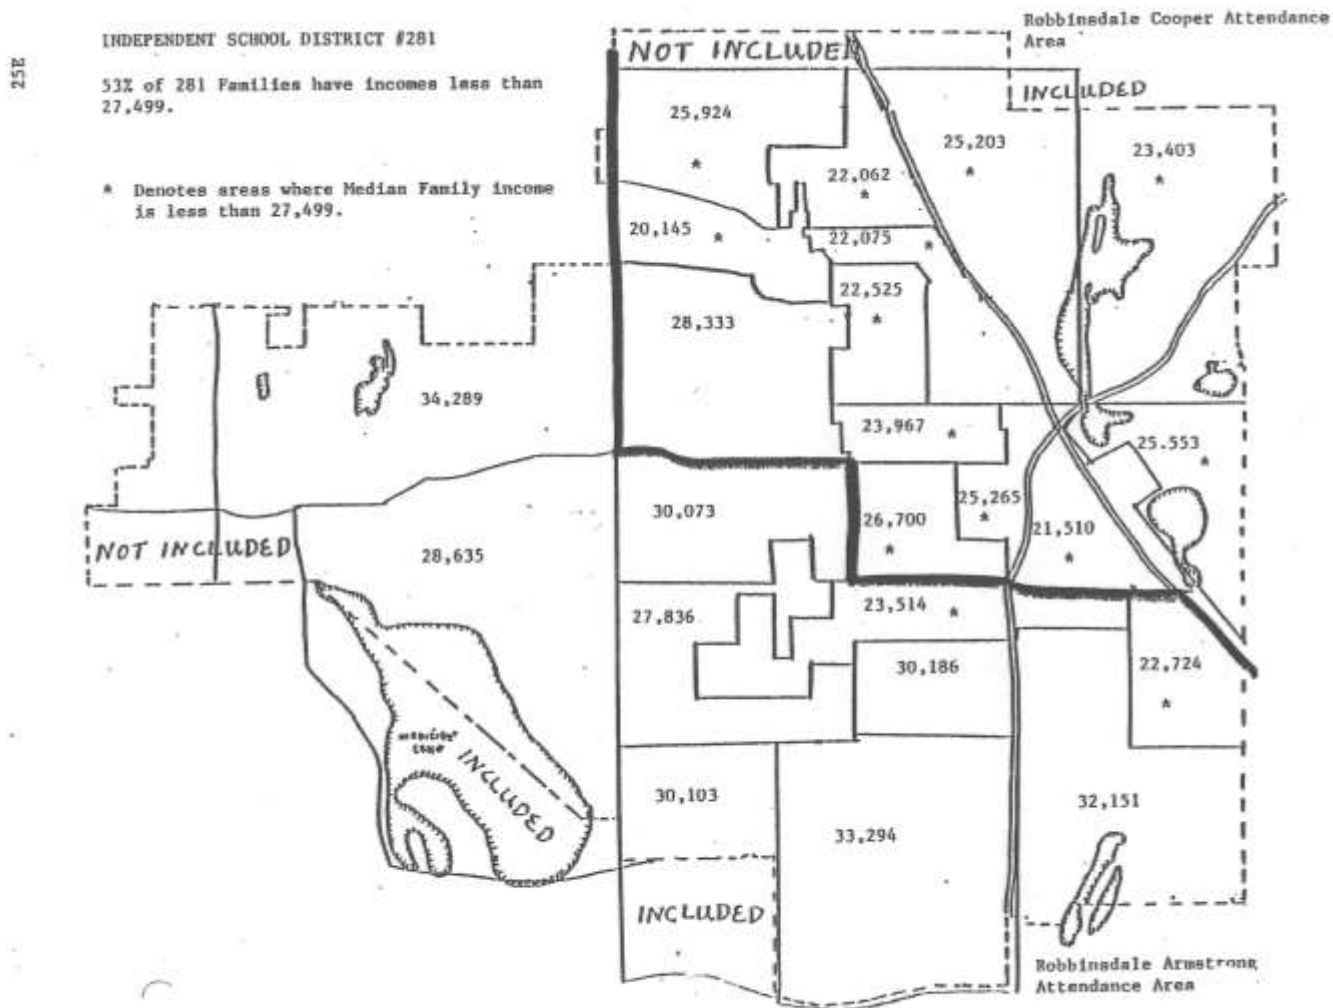 25E
INDEPENDENT SCHOOL DISTRICT #281
53% of 281 Families have incomes less than
27,499.
* Denotes areas where Median Family income
is less than 27,499.
Robbinsdale Cooper Attendance
Area
NOT INCLUDED
INCLUDED
25,924
*
25,203
*
23,403
*
22,062
*
20,145 *
22,075 *
22,525
*
28,333
34,289
23,967 *
25.553
*
30,073
26,700
*
25,265
*
21,510
*
NOT INCLUDED
28,635
27,836
23,514 *
30,186
22,724
*
INCLUDED
30,103
33,294
32,151
INCLUDED
Robbinsdale Armstrong
Attendance Area